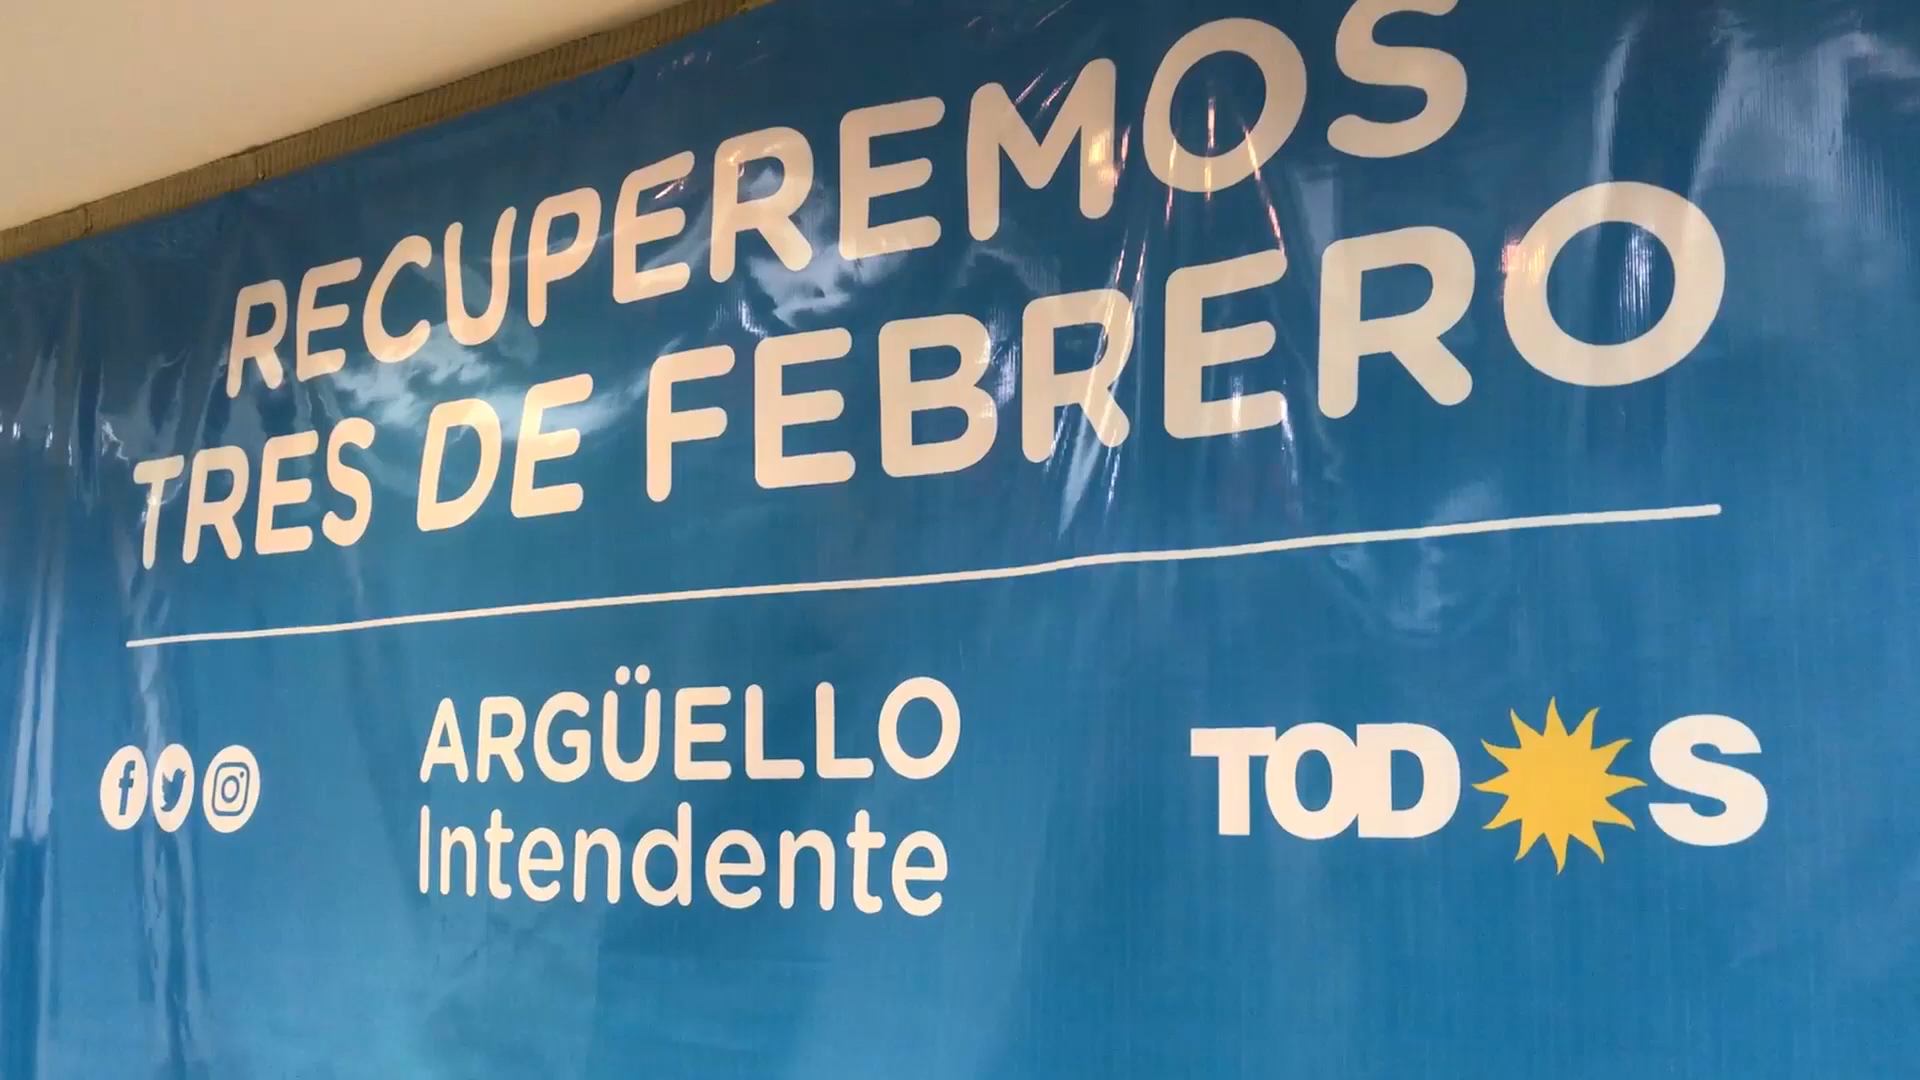 RECUPEREMOS
TRES DE FEBRERO
ARGÜELLO
Intendente
TODOS